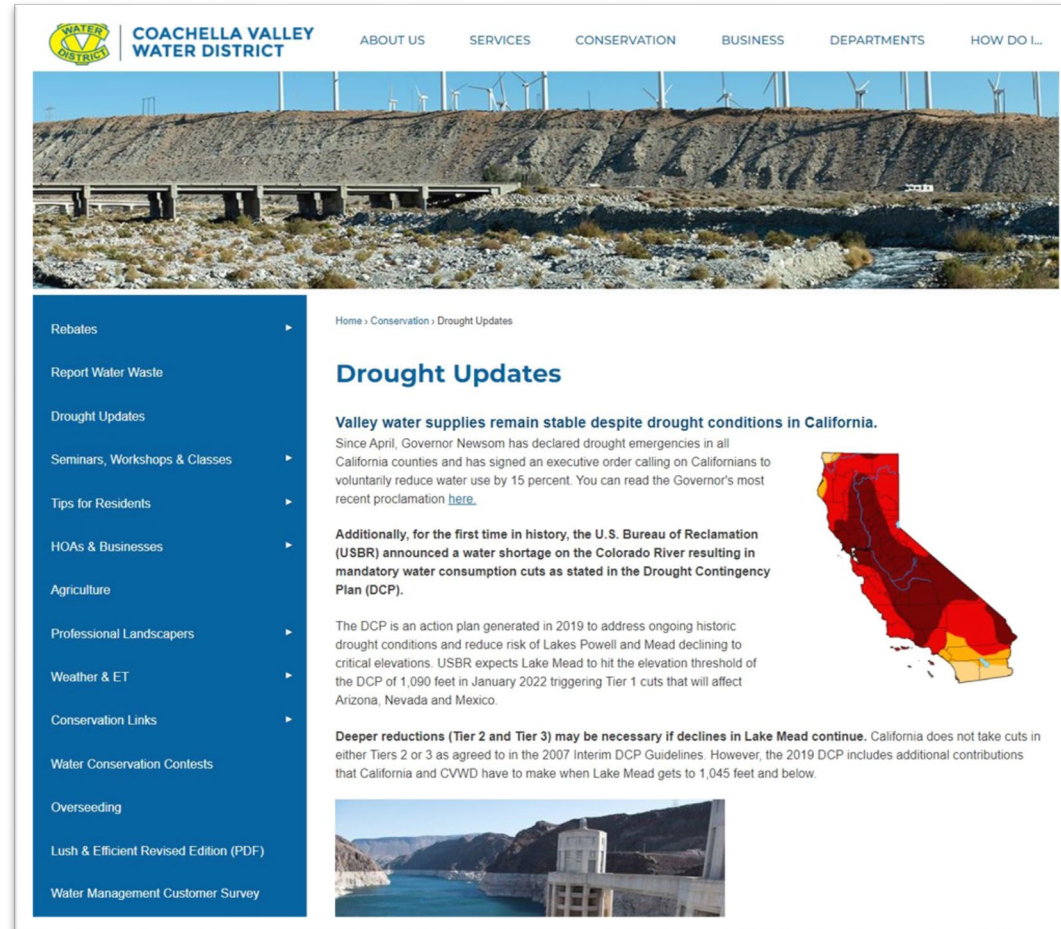 WATER
CV
DISTRICT
COACHELLA VALLEY
WATER DISTRICT
ABOUT US
SERVICES
CONSERVATION
BUSINESS
DEPARTMENTS
HOW DO I...
Rebates
Report Water Waste
Drought Updates
Seminars, Workshops & Classes
Tips for Residents
HOAs & Businesses
Agriculture
Professional Landscapers
Weather & ET
Conservation Links
Water Conservation Contests
Overseeding
Lush & Efficient Revised Edition (PDF)
Water Management Customer Survey
Home › Conservation › Drought Updates
Drought Updates
Valley water supplies remain stable despite drought conditions in California.
Since April, Governor Newsom has declared drought emergencies in all
California counties and has signed an executive order calling on Californians to
voluntarily reduce water use by 15 percent. You can read the Governor's most
recent proclamation here.
Additionally, for the first time in history, the U.S. Bureau of Reclamation
(USBR) announced a water shortage on the Colorado River resulting in
mandatory water consumption cuts as stated in the Drought Contingency
Plan (DCP).
The DCP is an action plan generated in 2019 to address ongoing historic
drought conditions and reduce risk of Lakes Powell and Mead declining to
critical elevations. USBR expects Lake Mead to hit the elevation threshold of
the DCP of 1,090 feet in January 2022 triggering Tier 1 cuts that will affect
Arizona, Nevada and Mexico.
Deeper reductions (Tier 2 and Tier 3) may be necessary if declines in Lake Mead continue. California does not take cuts in
either Tiers 2 or 3 as agreed to in the 2007 Interim DCP Guidelines. However, the 2019 DCP includes additional contributions
that California and CVWD have to make when Lake Mead gets to 1,045 feet and below.